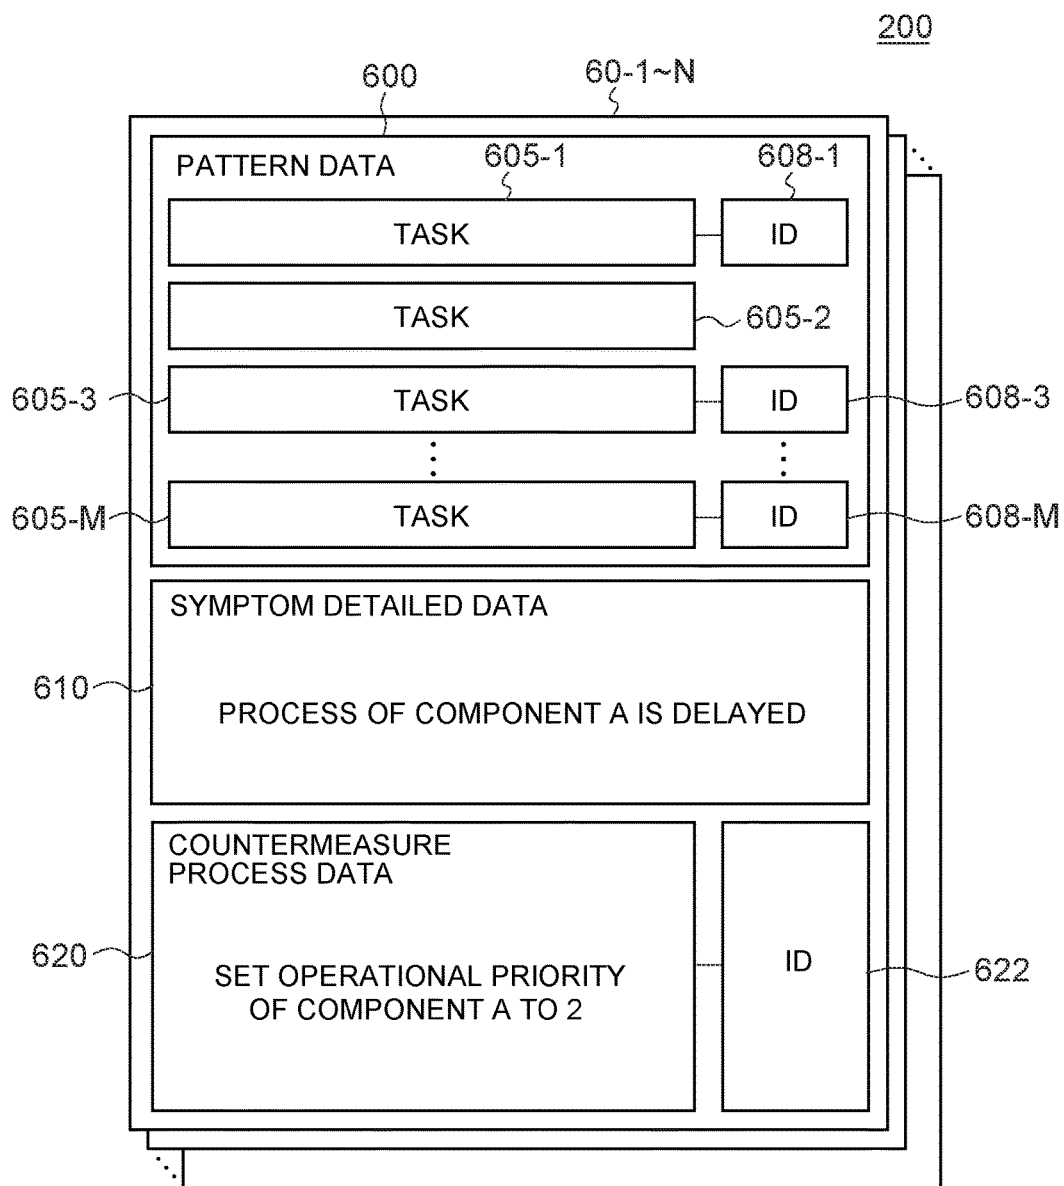 200
600
60-1~N
PATTERN DATA
605-1
608-1
TASK
ID
TASK
605-2
605-3
TASK
ID
608-3
605-M
TASK
ID
608-M
SYMPTOM DETAILED DATA
610
PROCESS OF COMPONENT A IS DELAYED
COUNTERMEASURE
PROCESS DATA
620
SET OPERATIONAL PRIORITY
OF COMPONENT A TO 2
ID
622